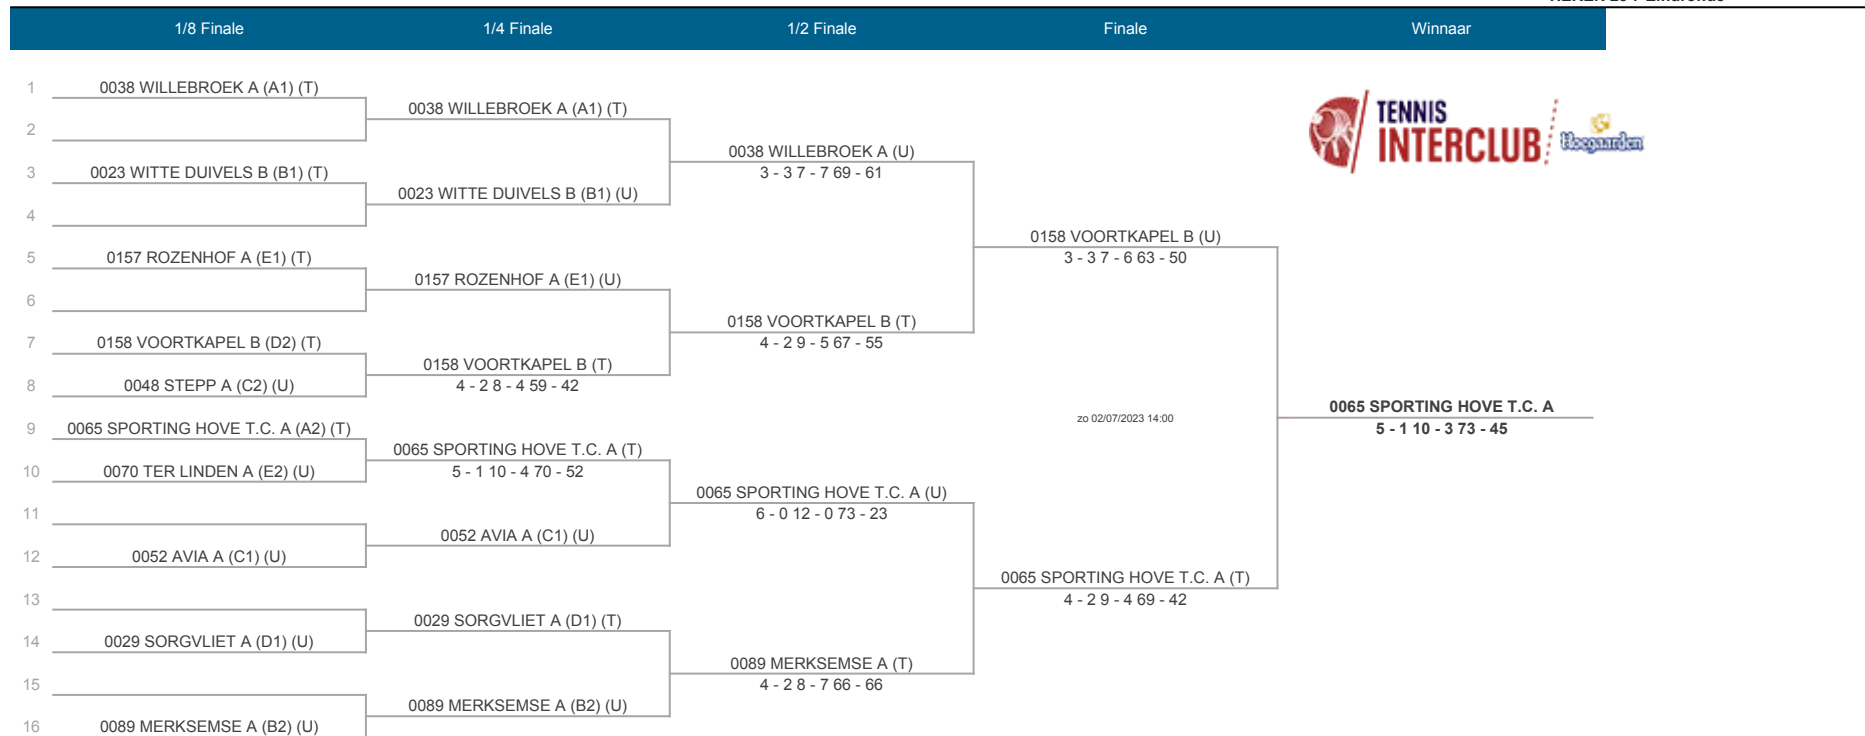 1/8 Finale 1/4 Finale 1/2 Finale Finale Winnaar
TENNIS
INTERCLUB
Hoegaarden
1 0038 WILLEBROEK A (A1) (T)
2
3 0023 WITTE DUIVELS B (B1) (T)
4
5 0157 ROZENHOF A (E1) (T)
6
7 0158 VOORTKAPEL B (D2) (T)
8 0048 STEPP A (C2) (U)
9 0065 SPORTING HOVE T.C. A (A2) (T)
10 0070 TER LINDEN A (E2) (U)
11
12 0052 AVIA A (C1) (U)
13
14 0029 SORGVLIET A (D1) (U)
15
16 0089 MERKSEMSE A (B2) (U)
0038 WILLEBROEK A (A1) (T)
0023 WITTE DUIVELS B (B1) (U)
0157 ROZENHOF A (E1) (U)
0158 VOORTKAPEL B (T)
4 - 2 8 - 4 59 - 42
0065 SPORTING HOVE T.C. A (T)
5 - 1 10 - 4 70 - 52
0052 AVIA A (C1) (U)
0029 SORGVLIET A (D1) (T)
0089 MERKSEMSE A (B2) (U)
0038 WILLEBROEK A (U)
3 - 3 7 - 7 69 - 61
0158 VOORTKAPEL B (T)
4 - 2 9 - 5 67 - 55
0065 SPORTING HOVE T.C. A (U)
6 - 0 12 - 0 73 - 23
0089 MERKSEMSE A (T)
4 - 2 8 - 7 66 - 66
0158 VOORTKAPEL B (U)
3 - 3 7 - 6 63 - 50
zo 02/07/2023 14:00
0065 SPORTING HOVE T.C. A (T)
4 - 2 9 - 4 69 - 42
0065 SPORTING HOVE T.C. A
5 - 1 10 - 3 73 - 45